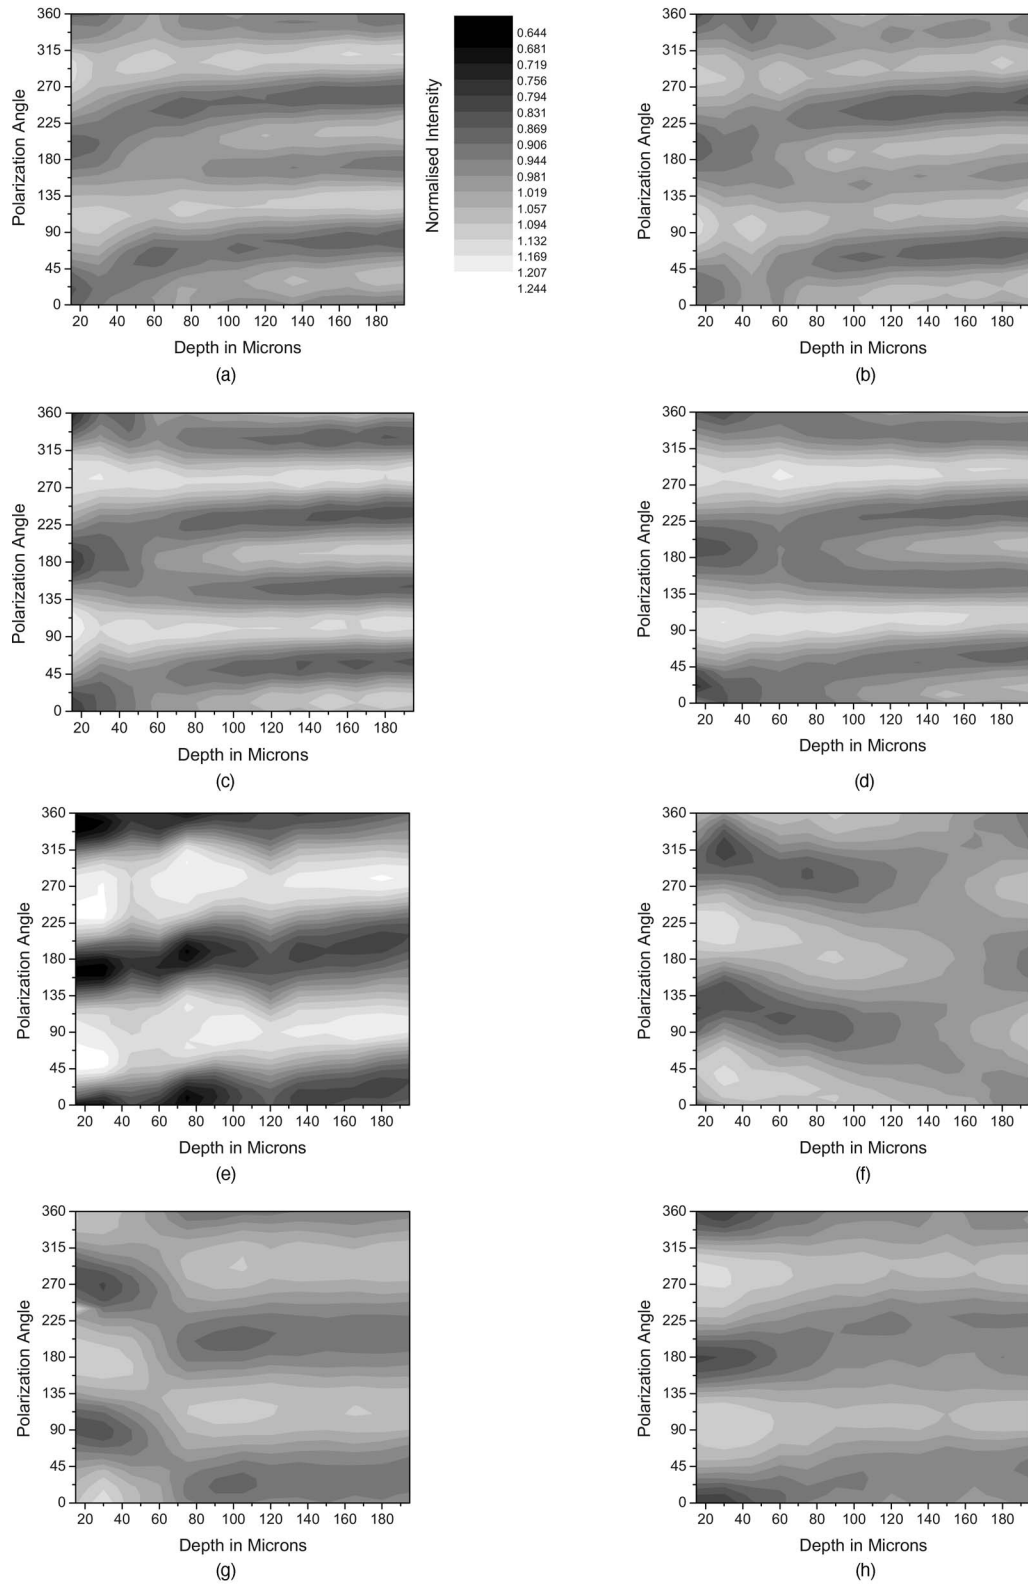 360
315
270
225
180
135
90
45
0
Polarization Angle
20 40 60 80 100 120 140 160 180
Depth in Microns
(a)
Normalised Intensity
0.644
0.681
0.719
0.756
0.794
0.831
0.869
0.906
0.944
0.981
1.019
1.057
1.094
1.132
1.169
1.207
1.244
360
315
270
225
180
135
90
45
0
Polarization Angle
20 40 60 80 100 120 140 160 180
Depth in Microns
(b)
360
315
270
225
180
135
90
45
0
Polarization Angle
20 40 60 80 100 120 140 160 180
Depth in Microns
(c)
360
315
270
225
180
135
90
45
0
Polarization Angle
20 40 60 80 100 120 140 160 180
Depth in Microns
(d)
360
315
270
225
180
135
90
45
0
Polarization Angle
20 40 60 80 100 120 140 160 180
Depth in Microns
(e)
360
315
270
225
180
135
90
45
0
Polarization Angle
20 40 60 80 100 120 140 160 180
Depth in Microns
(f)
360
315
270
225
180
135
90
45
0
Polarization Angle
20 40 60 80 100 120 140 160 180
Depth in Microns
(g)
360
315
270
225
180
135
90
45
0
Polarization Angle
20 40 60 80 100 120 140 160 180
Depth in Microns
(h)